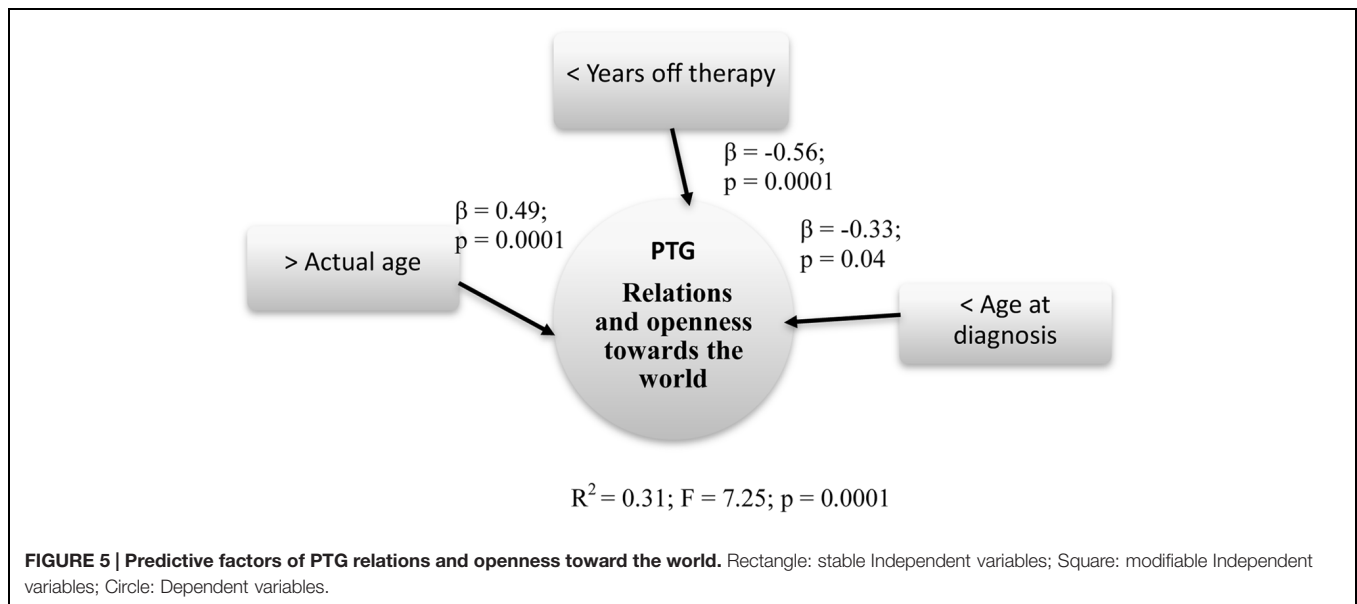 < Years off therapy
β = -0.56;
p = 0.0001
β = 0.49;
p = 0.0001
> Actual age
β = -0.33;
p = 0.04
PTG
Relations
and openness
towards the
world
< Age at
diagnosis
R² = 0.31; F = 7.25; p = 0.0001
FIGURE 5 | Predictive factors of PTG relations and openness toward the world. Rectangle: stable Independent variables; Square: modifiable Independent
variables; Circle: Dependent variables.